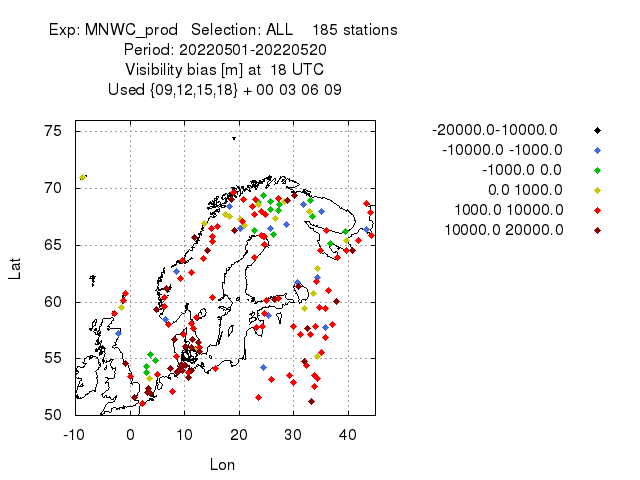 Exp: MNWC_prod Selection: ALL 185 stations
Period: 20220501-20220520
Visibility bias [m] at 18 UTC
Used {09,12,15,18} + 00 03 06 09
-20000.0-10000.0
-10000.0 -1000.0
-1000.0 0.0
0.0 1000.0
1000.0 10000.0
10000.0 20000.0
75
70
65
60
55
50
Lat
-10 0 10 20 30 40
Lon